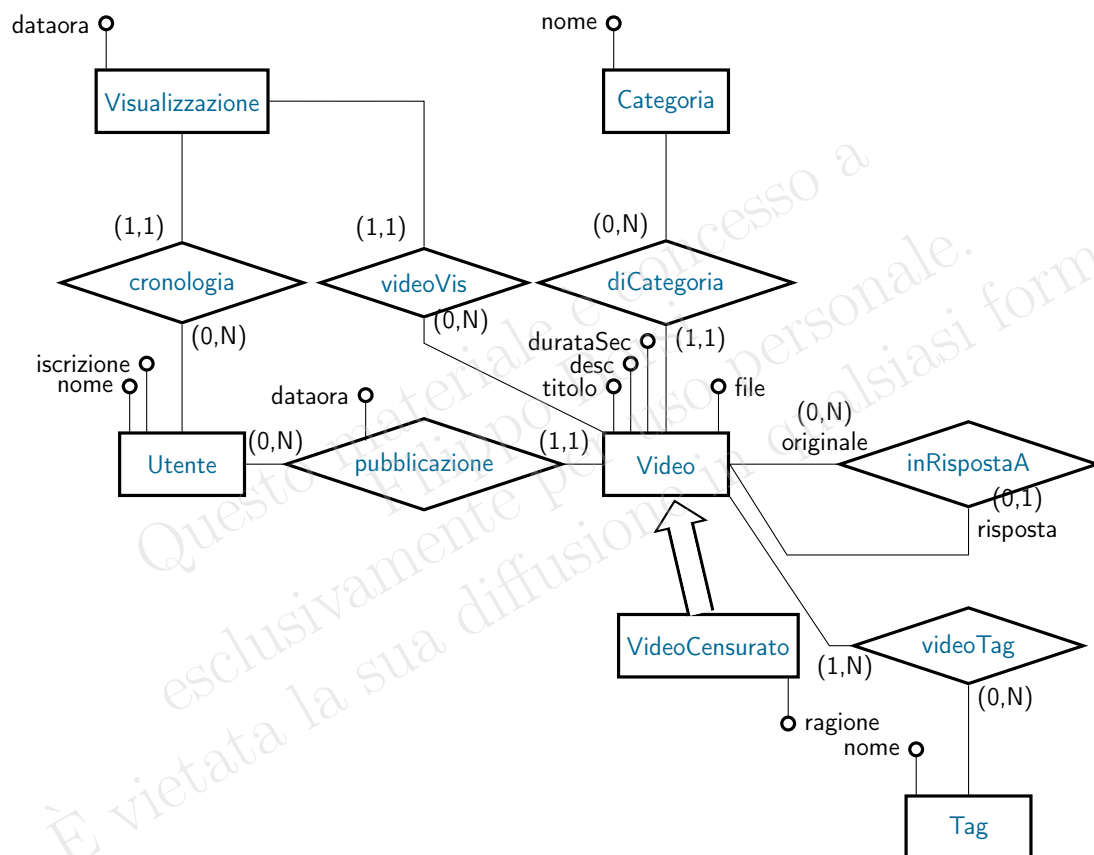 dataora
nome
Visualizzazione
Categoria
(1,1)
(1,1)
(0,N)
cronologia
videoVis
diCategoria
(0,N)
(0,N)
(1,1)
durataSec
desc
titolo
file
iscrizione
nome
dataora
(0,N)
originale
(0,N)
(1,1)
Utente
pubblicazione
Video
inRispostaA
(0,1)
risposta
VideoCensurato
videoTag
(1,N)
(0,N)
ragione
nome
Tag
Questo materiale è concesso a
Filippo
esclusivamente per uso personale.
È vietata la sua diffusione in qualsiasi form